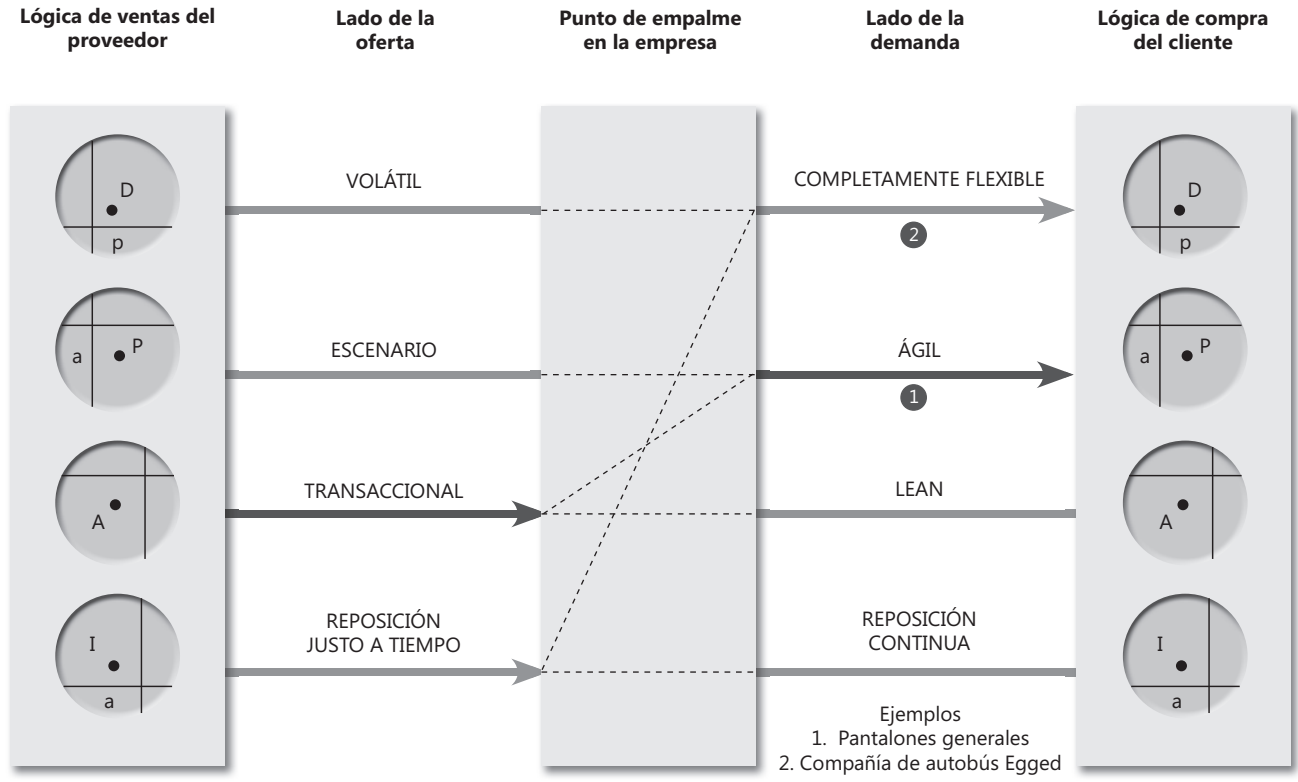 Lógica de ventas del
proveedor
Lado de la
oferta
Punto de empalme
en la empresa
Lado de la
demanda
Lógica de compra
del cliente
D
p
VOLÁTIL
COMPLETAMENTE FLEXIBLE
2
D
p
a
P
ESCENARIO
ÁGIL
1
a
P
A
TRANSACCIONAL
LEAN
A
I
a
REPOSICIÓN
JUSTO A TIEMPO
REPOSICIÓN
CONTINUA
I
a
Ejemplos
1. Pantalones generales
2. Compañía de autobús Egged